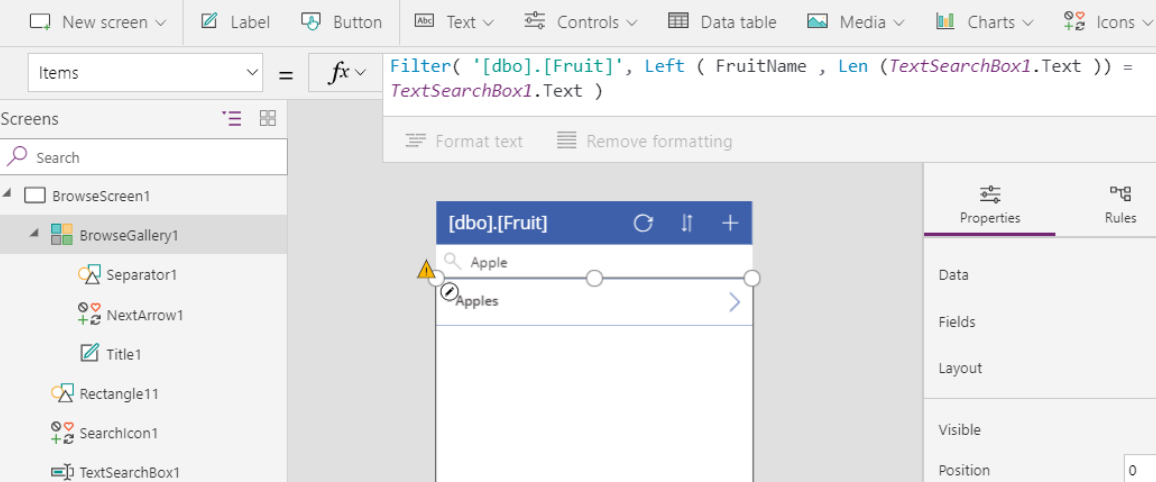 New screen
Label
Button
Abc
Text
Controls
Data table
Media
Charts
Icons
Items
=
fx
Filter( '[dbo].[Fruit]', Left ( FruitName , Len (TextSearchBox1.Text )) =
TextSearchBox1.Text )
Format text
Remove formatting
Screens
Search
BrowseScreen1
BrowseGallery1
Separator1
NextArrow1
Title1
Rectangle11
SearchIcon1
TextSearchBox1
[dbo].[Fruit]
Apple
Apples
Properties
Rules
Data
Fields
Layout
Visible
Position
0